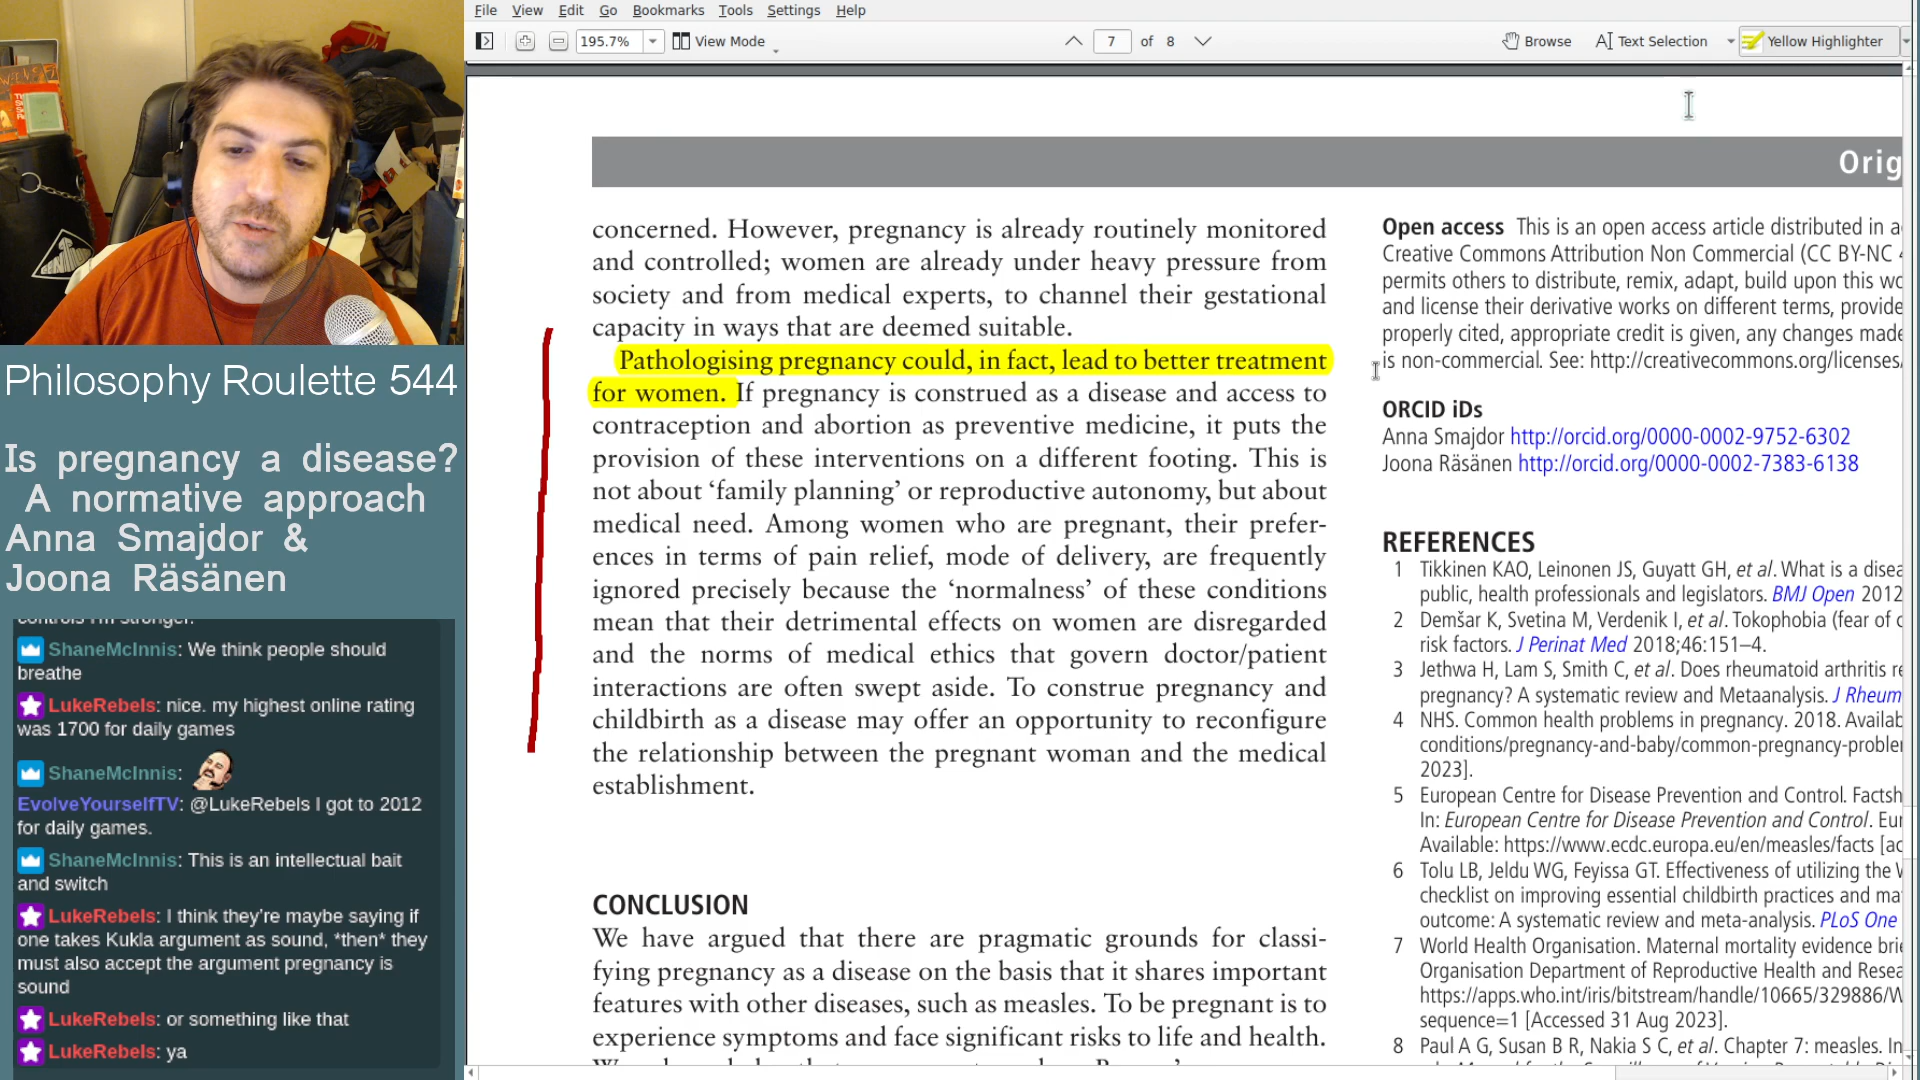 File View Edit Go Bookmarks Tools Settings Help
195.7% View Mode 7 of 8 Browse Text Selection Yellow Highlighter
Orig
concerned. However, pregnancy is already routinely monitored
and controlled; women are already under heavy pressure from
society and from medical experts, to channel their gestational
capacity in ways that are deemed suitable.
Pathologising pregnancy could, in fact, lead to better treatment
for women. If pregnancy is construed as a disease and access to
contraception and abortion as preventive medicine, it puts the
provision of these interventions on a different footing. This is
not about ‘family planning’ or reproductive autonomy, but about
medical need. Among women who are pregnant, their prefer-
ences in terms of pain relief, mode of delivery, are frequently
ignored precisely because the ‘normalness’ of these conditions
mean that their detrimental effects on women are disregarded
and the norms of medical ethics that govern doctor/patient
interactions are often swept aside. To construe pregnancy and
childbirth as a disease may offer an opportunity to reconfigure
the relationship between the pregnant woman and the medical
establishment.
CONCLUSION
We have argued that there are pragmatic grounds for classi-
fying pregnancy as a disease on the basis that it shares important
features with other diseases, such as measles. To be pregnant is to
experience symptoms and face significant risks to life and health.
Open access This is an open access article distributed in a
Creative Commons Attribution Non Commercial (CC BY-NC
permits others to distribute, remix, adapt, build upon this wo
and license their derivative works on different terms, provide
properly cited, appropriate credit is given, any changes made
is non-commercial. See: http://creativecommons.org/licenses/
ORCID iDs
Anna Smajdor http://orcid.org/0000-0002-9752-6302
Joona Räsänen http://orcid.org/0000-0002-7383-6138
REFERENCES
1 Tikkinen KAO, Leinonen JS, Guyatt GH, et al. What is a disea
public, health professionals and legislators. BMJ Open 2012
2 Demšar K, Svetina M, Verdenik I, et al. Tokophobia (fear of c
risk factors. J Perinat Med 2018;46:151–4.
3 Jethwa H, Lam S, Smith C, et al. Does rheumatoid arthritis re
pregnancy? A systematic review and Metaanalysis. J Rheum
4 NHS. Common health problems in pregnancy. 2018. Availab
conditions/pregnancy-and-baby/common-pregnancy-proble
2023].
5 European Centre for Disease Prevention and Control. Factsh
In: European Centre for Disease Prevention and Control. Eur
Available: https://www.ecdc.europa.eu/en/measles/facts [ac
6 Tolu LB, Jeldu WG, Feyissa GT. Effectiveness of utilizing the W
checklist on improving essential childbirth practices and ma
outcome: A systematic review and meta-analysis. PLoS One
7 World Health Organisation. Maternal mortality evidence brie
Organisation Department of Reproductive Health and Resea
https://apps.who.int/iris/bitstream/handle/10665/329886/W
sequence=1 [Accessed 31 Aug 2023].
8 Paul A G, Susan B R, Nakia S C, et al. Chapter 7: measles. In
Philosophy Roulette 544
Is pregnancy a disease?
A normative approach
Anna Smajdor &
Joona Räsänen
controls I'm stronger.
ShaneMcInnis: We think people should
breathe
LukeRebels: nice. my highest online rating
was 1700 for daily games
ShaneMcInnis:
EvolveYourselfTV: @LukeRebels I got to 2012
for daily games.
ShaneMcInnis: This is an intellectual bait
and switch
LukeRebels: I think they're maybe saying if
one takes Kukla argument as sound, *then* they
must also accept the argument pregnancy is
sound
LukeRebels: or something like that
LukeRebels: ya